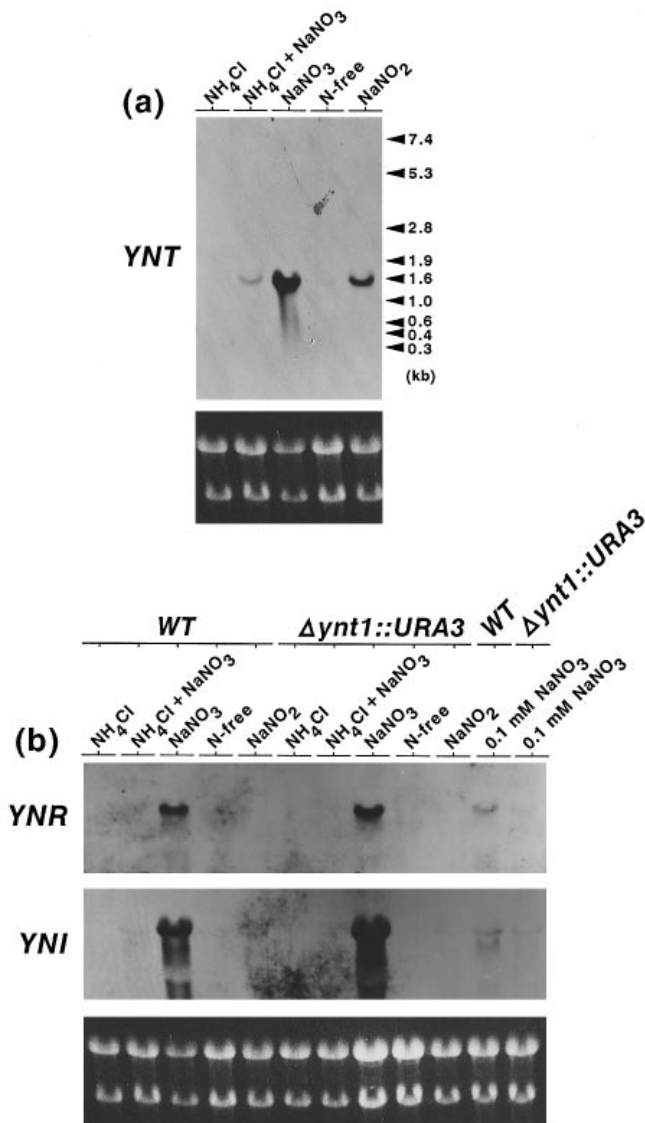 (a)
NH₄Cl
NH₄Cl + NaNO₃
NaNO₃
N-free
NaNO₂
YNT
7.4
5.3
2.8
1.9
1.6
1.0
0.6
0.4
0.3
(kb)
WT
Δynt1::URA3
WT
Δynt1::URA3
(b)
NH₄Cl
NH₄Cl + NaNO₃
NaNO₃
N-free
NaNO₂
NH₄Cl
NH₄Cl + NaNO₃
NaNO₃
N-free
NaNO₂
0.1 mM NaNO₃
0.1 mM NaNO₃
YNR
YNI